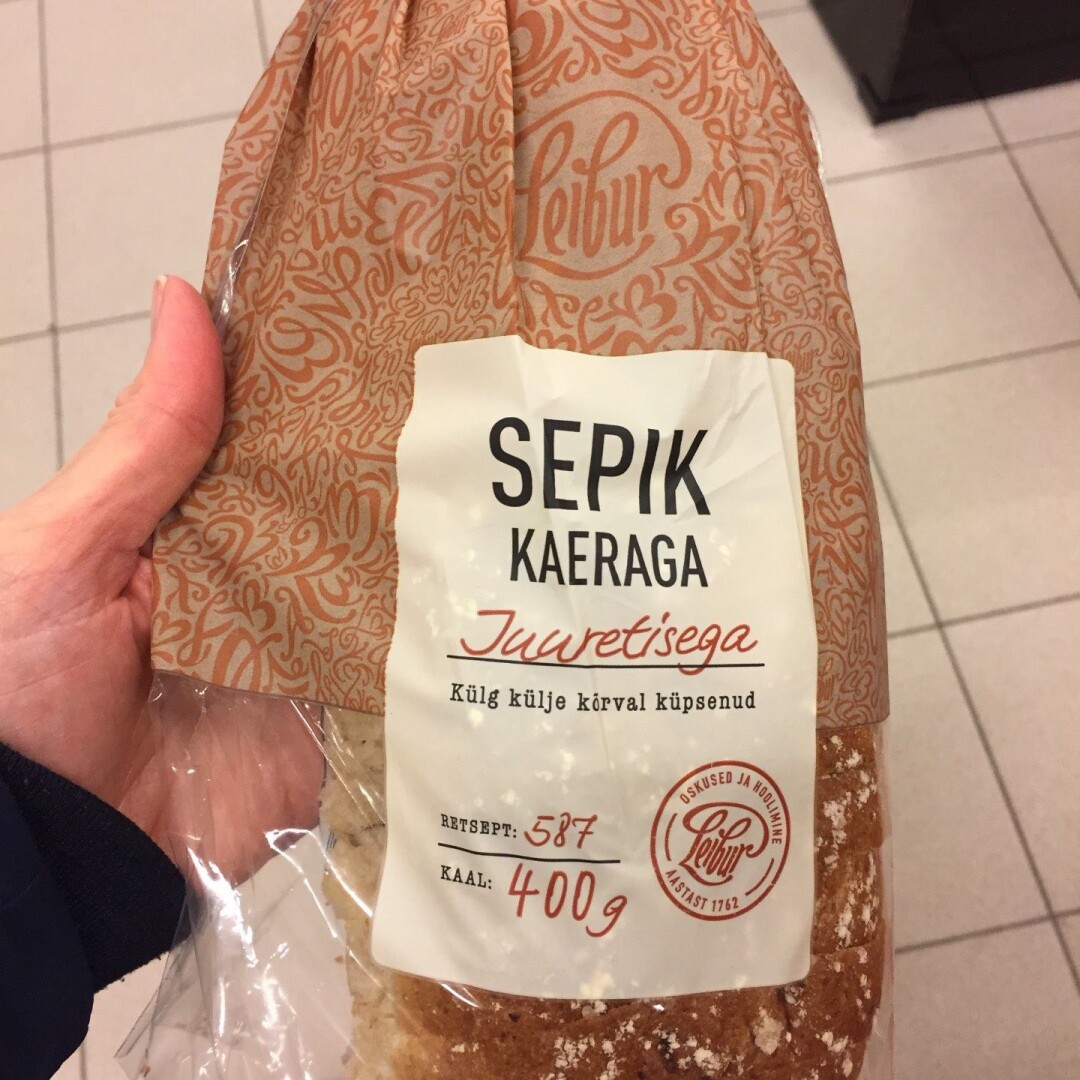 Leibur
SEPIK
KAERAGA
Juuretisega
Külg külje kõrval küpsenud
RETSEPT: 587
KAAL: 400g
OSKUSED JA HOOLIMINE
Leibur
AASTAST 1762